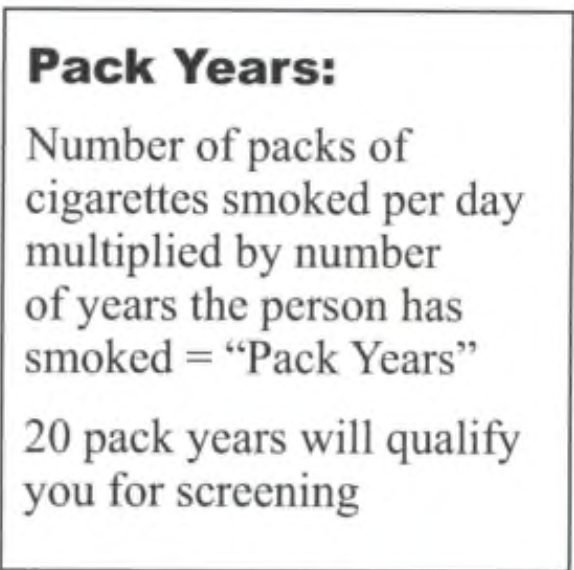 Pack Years:
Number of packs of
cigarettes smoked per day
multiplied by number
of years the person has
smoked = “Pack Years”
20 pack years will qualify
you for screening